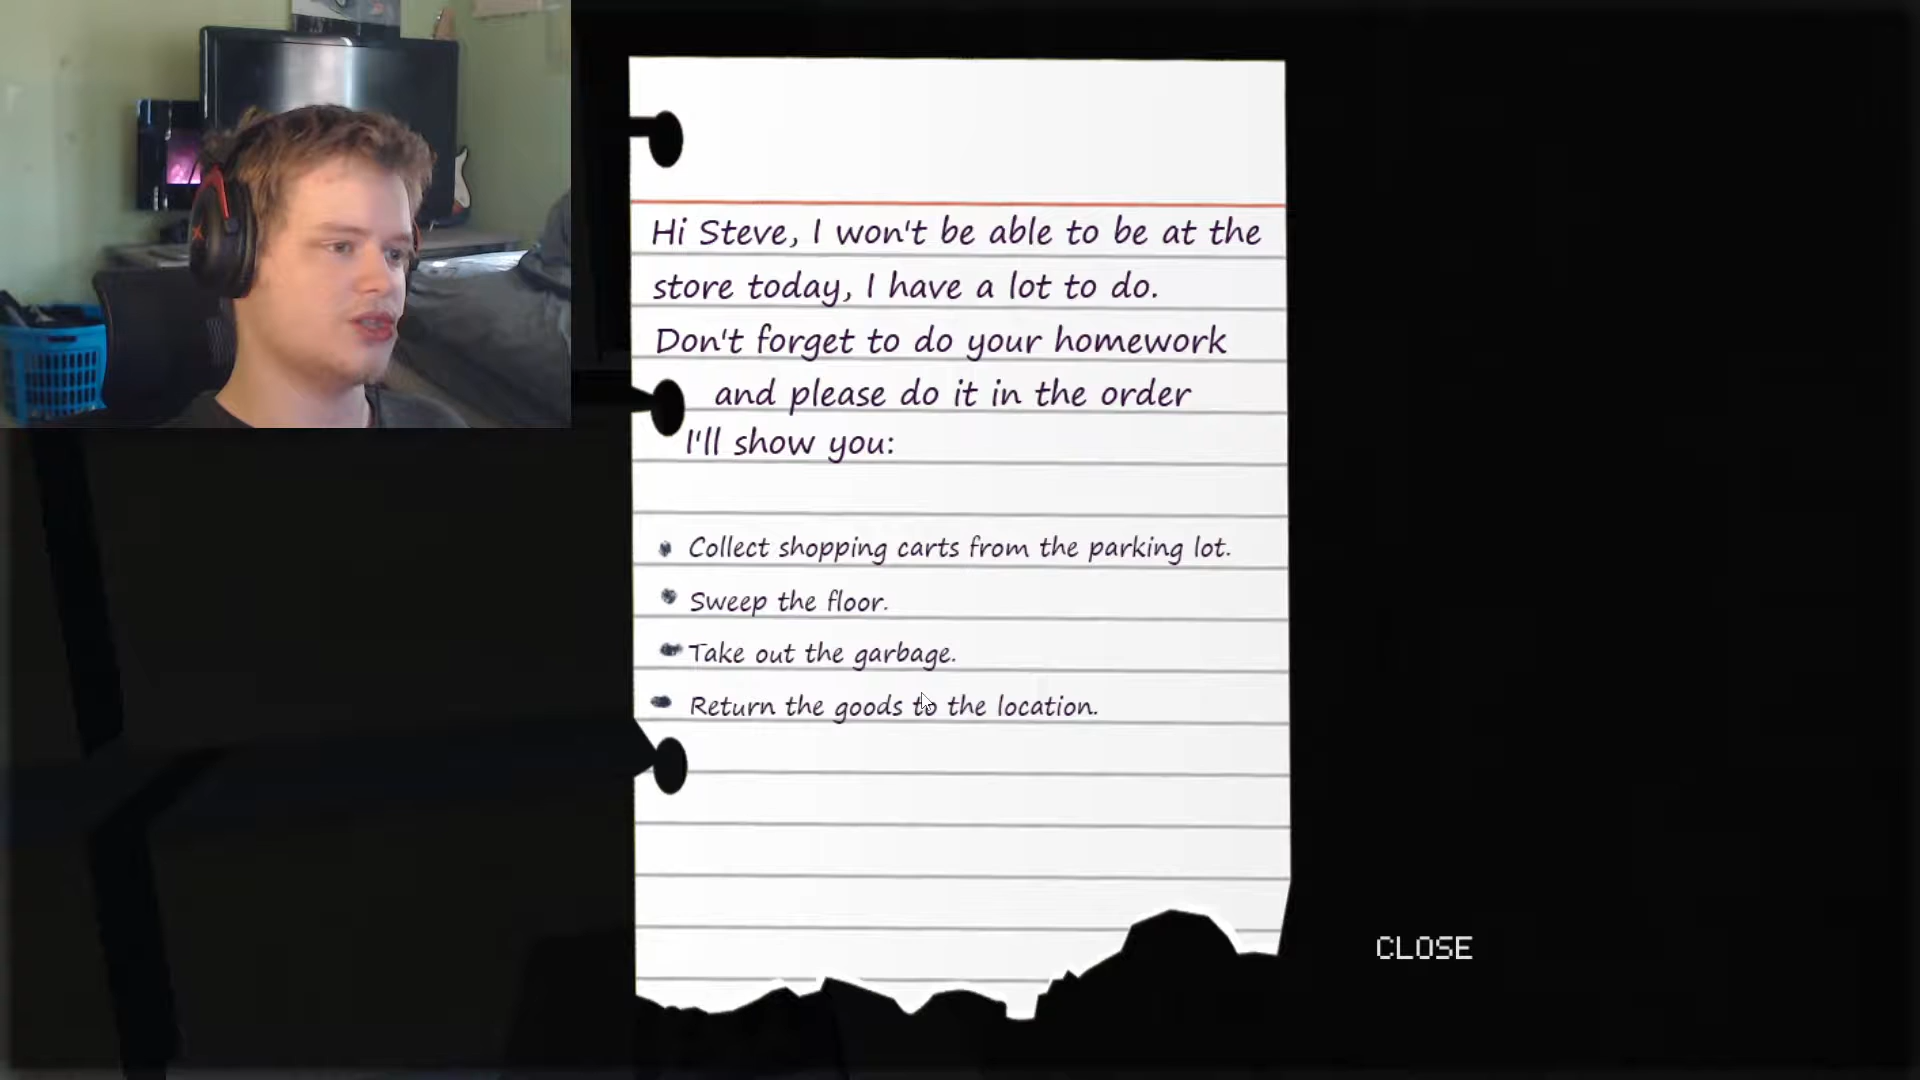 Hi Steve, I won't be able to be at the
store today, I have a lot to do.
Don't forget to do your homework
and please do it in the order
I'll show you:
Collect shopping carts from the parking lot.
Sweep the floor.
Take out the garbage.
Return the goods to the location.
CLOSE